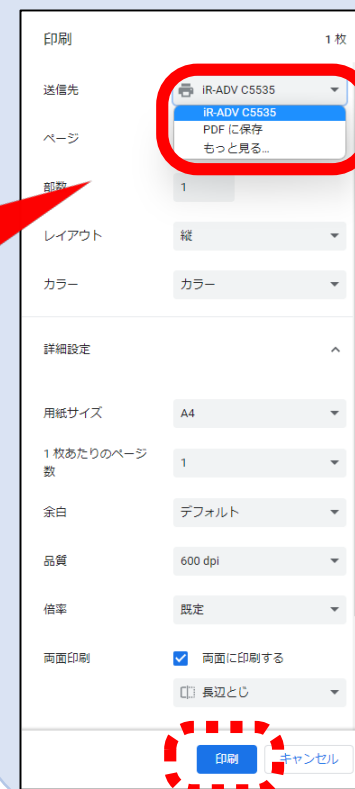 印刷 1 枚
送信先 iR-ADV C5535
iR-ADV C5535
PDF に保存
ページ
もっと見る...
部数 1
レイアウト 縦
カラー カラー
詳細設定
用紙サイズ A4
1 枚あたりのページ
数 1
余白 デフォルト
品質 600 dpi
倍率 既定
両面印刷 両面に印刷する
長辺とじ
印刷 キャンセル